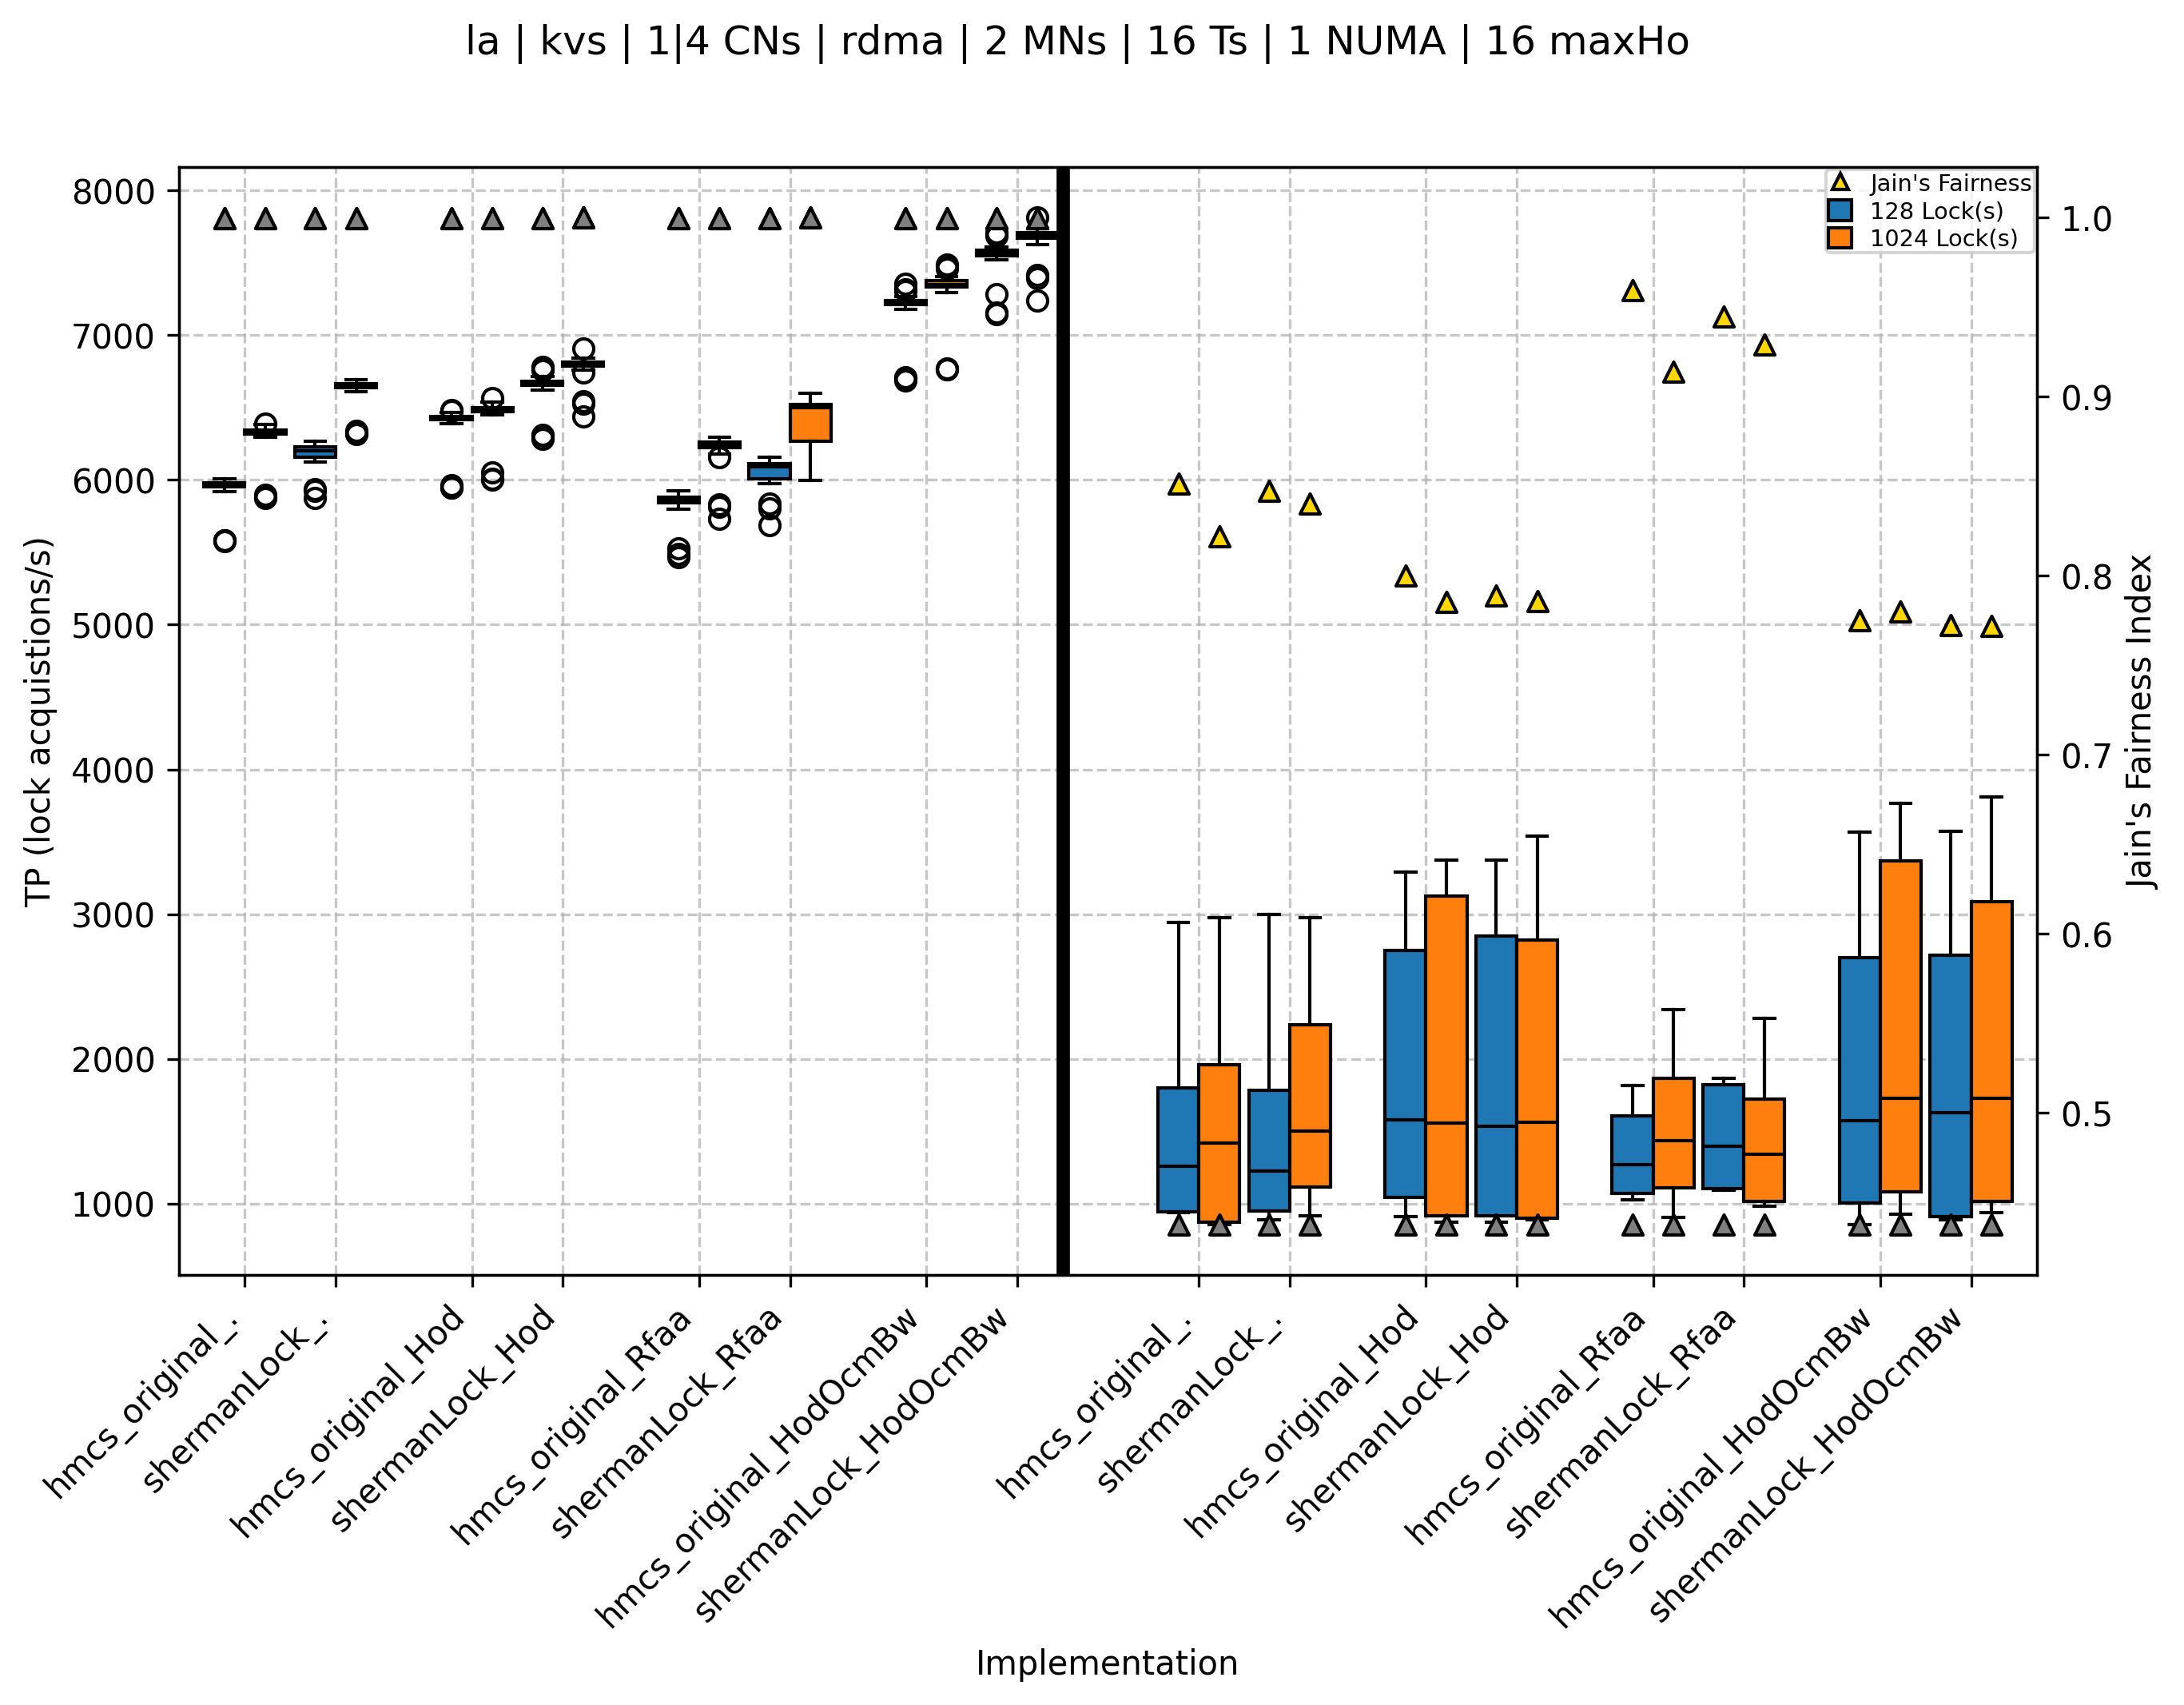 la | kvs | 1|4 CNs | rdma | 2 MNs | 16 Ts | 1 NUMA | 16 maxHo
TP (lock acquistions/s)
8000
7000
6000
5000
4000
3000
2000
1000
Jain's Fairness
128 Lock(s)
1024 Lock(s)
1.0
0.9
0.8
0.7
0.6
0.5
Jain's Fairness Index
hmcs_original_.
shermanLock_.
hmcs_original_Hod
shermanLock_Hod
hmcs_original_Rfaa
shermanLock_Rfaa
hmcs_original_HodOcmBw
shermanLock_HodOcmBw
hmcs_original_.
shermanLock_.
hmcs_original_Hod
shermanLock_Hod
hmcs_original_Rfaa
shermanLock_Rfaa
hmcs_original_HodOcmBw
shermanLock_HodOcmBw
Implementation